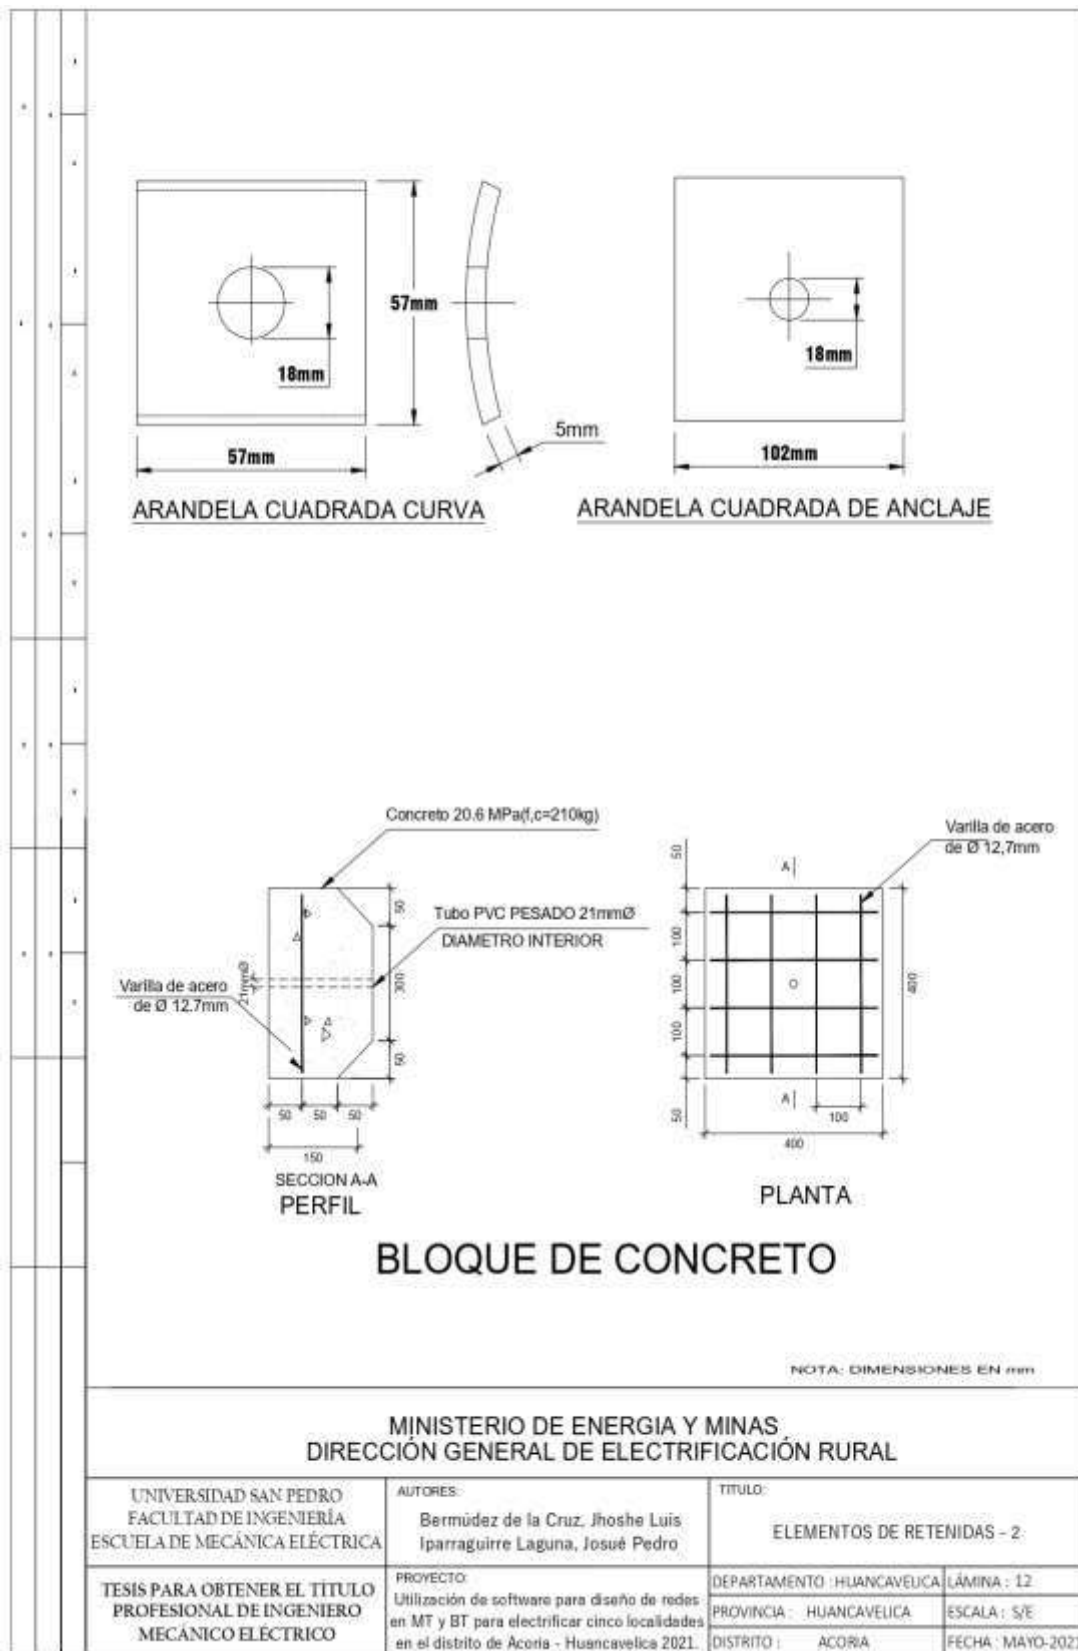 57mm
18mm
18mm
5mm
57mm
102mm
ARANDELA CUADRADA CURVA
ARANDELA CUADRADA DE ANCLAJE
Concreto 20.6 MPa(f,c=210kg)
Varilla de acero
de Ø 12,7mm
50
A
50
Tubo PVC PESADO 21mmØ
DIAMETRO INTERIOR
100
21mmØ
300
100
400
Varilla de acero
de Ø 12.7mm
100
50
50
50
50
50
A
100
150
400
SECCION A-A
PERFIL
PLANTA
BLOQUE DE CONCRETO
NOTA: DIMENSIONES EN mm
MINISTERIO DE ENERGIA Y MINAS
DIRECCIÓN GENERAL DE ELECTRIFICACIÓN RURAL
UNIVERSIDAD SAN PEDRO
FACULTAD DE INGENIERÍA
ESCUELA DE MECÁNICA ELÉCTRICA
AUTORES:
Bermúdez de la Cruz, Jhoshe Luis
Iparraguirre Laguna, Josué Pedro
TITULO:
ELEMENTOS DE RETENIDAS - 2
TESIS PARA OBTENER EL TÍTULO
PROFESIONAL DE INGENIERO
MECÁNICO ELÉCTRICO
PROYECTO:
Utilización de software para diseño de redes
en MT y BT para electrificar cinco localidades
en el distrito de Acoria - Huancavelica 2021.
DEPARTAMENTO : HUANCAVELICA
LÁMINA : 12
PROVINCIA : HUANCAVELICA
ESCALA : S/E
DISTRITO : ACORIA
FECHA : MAYO-202